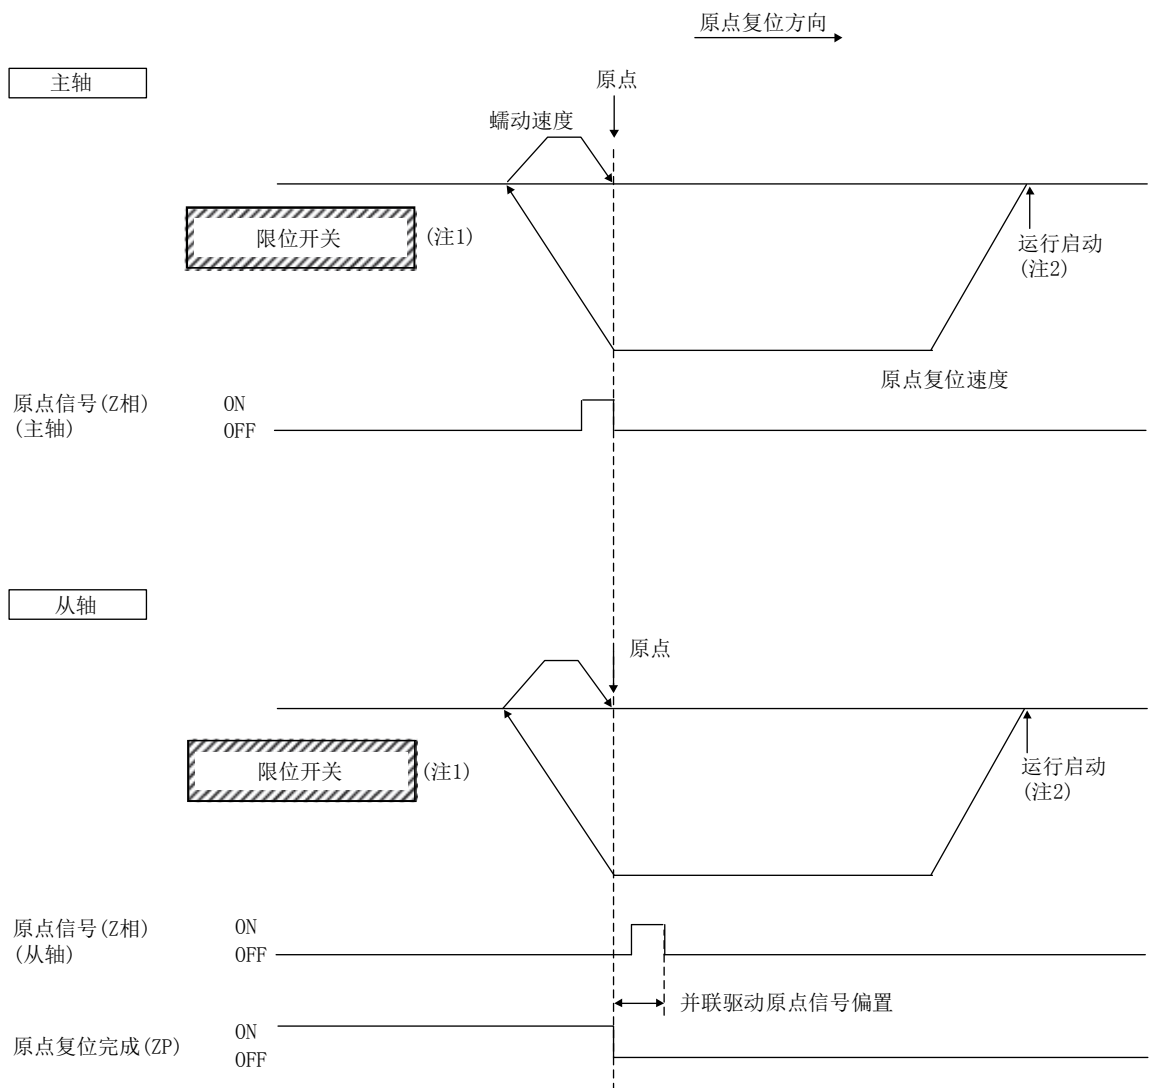 原点复位方向
主轴
原点
蠕动速度
限位开关
(注1)
运行启动
(注2)
原点复位速度
原点信号(Z相)
(主轴)
ON
OFF
从轴
原点
限位开关
(注1)
运行启动
(注2)
原点信号(Z相)
(从轴)
ON
OFF
并联驱动原点信号偏置
原点复位完成(ZP)
ON
OFF